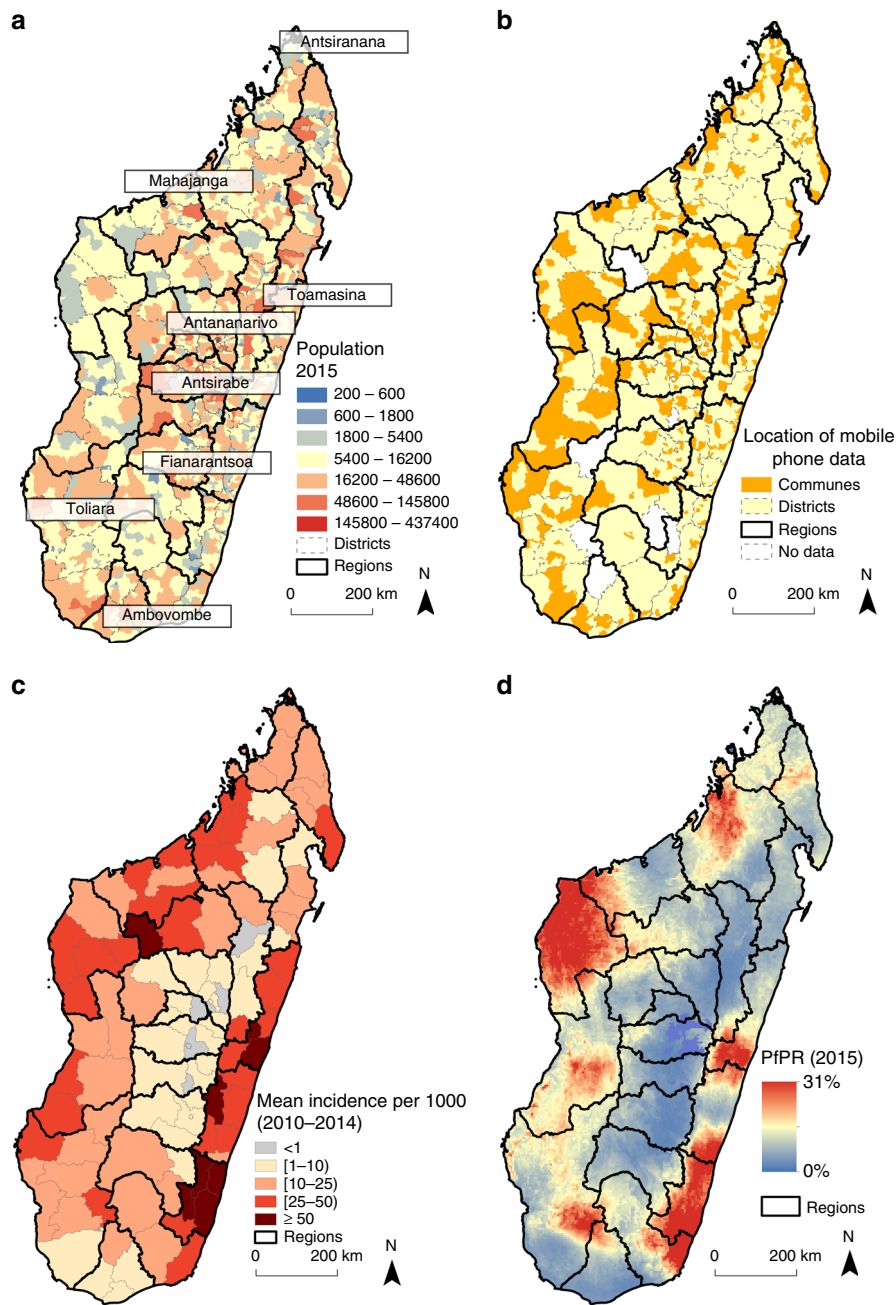 a
Antsiranana
Mahajanga
Toamasina
Antananarivo
Antsirabe
Fianarantsoa
Toliara
Ambovombe
Population
2015
200 – 600
600 – 1800
1800 – 5400
5400 – 16200
16200 – 48600
48600 – 145800
145800 – 437400
Districts
Regions
N
0 200 km
b
Location of mobile
phone data
Communes
Districts
Regions
No data
N
0 200 km
c
Mean incidence per 1000
(2010–2014)
<1
[1–10)
[10–25)
[25–50)
≥ 50
Regions
N
0 200 km
d
PfPR (2015)
31%
0%
Regions
N
0 200 km